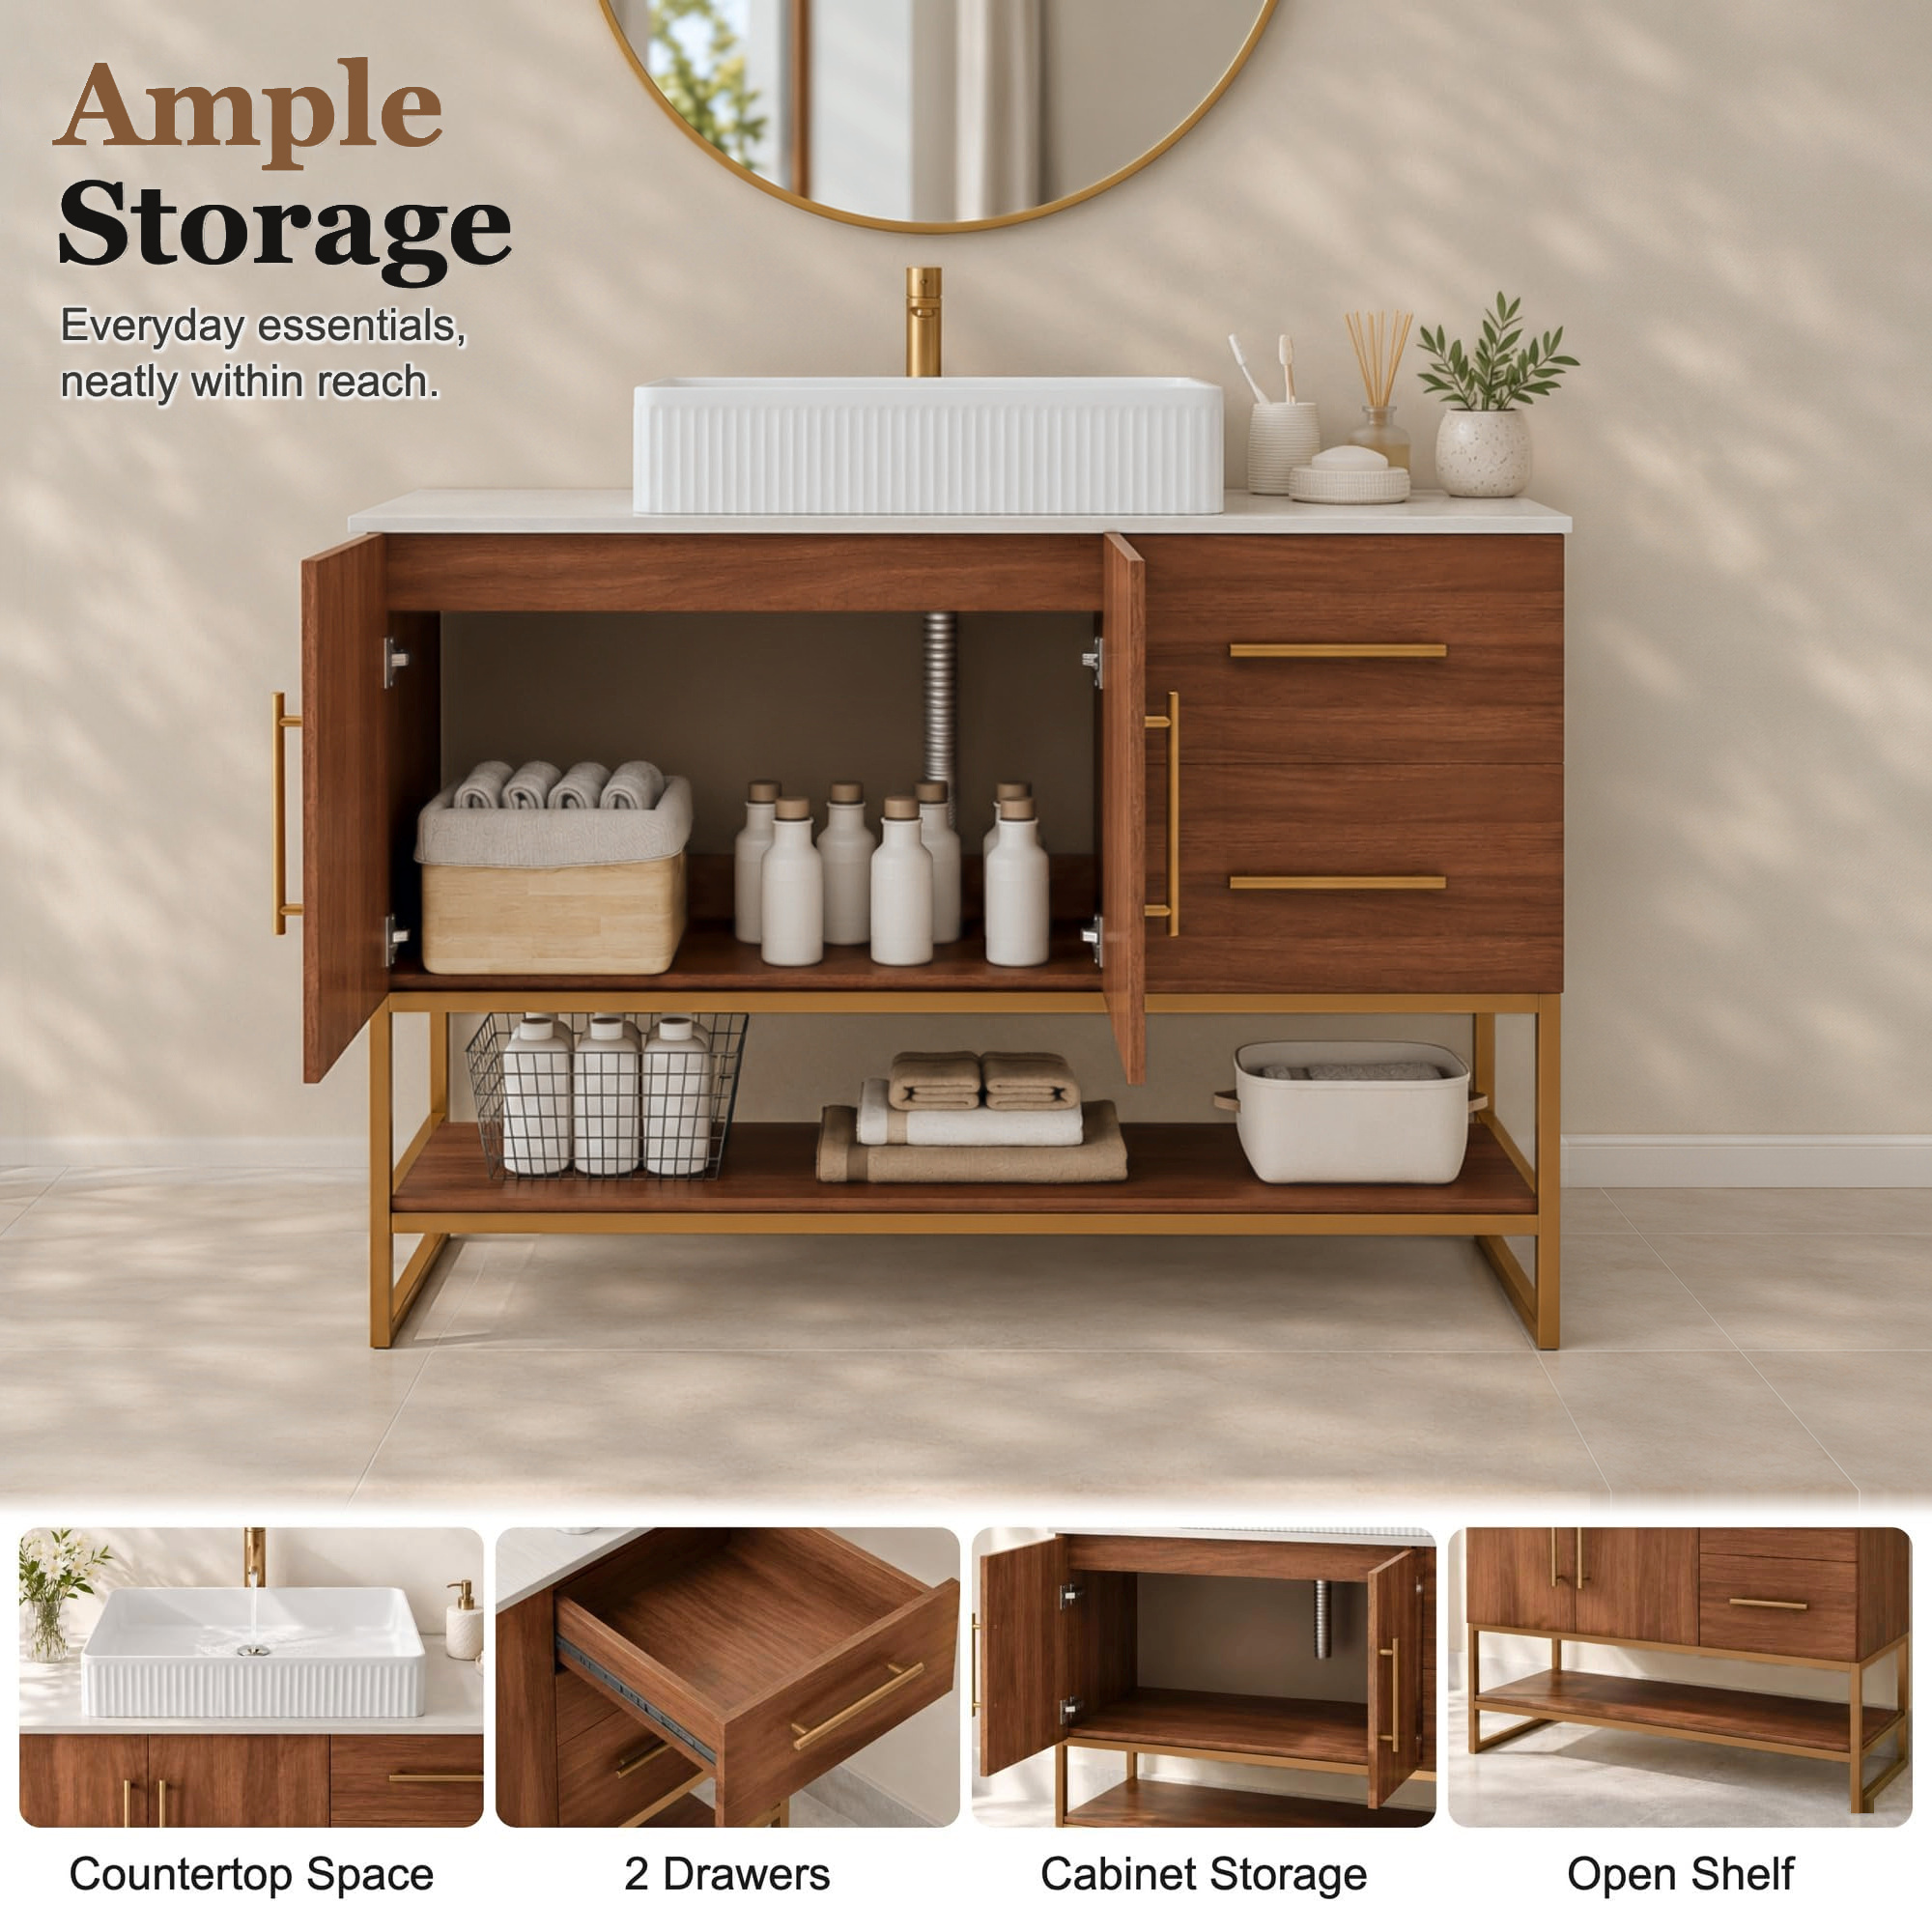 Ample
Storage
Everyday essentials,
neatly within reach.
Countertop Space
2 Drawers
Cabinet Storage
Open Shelf